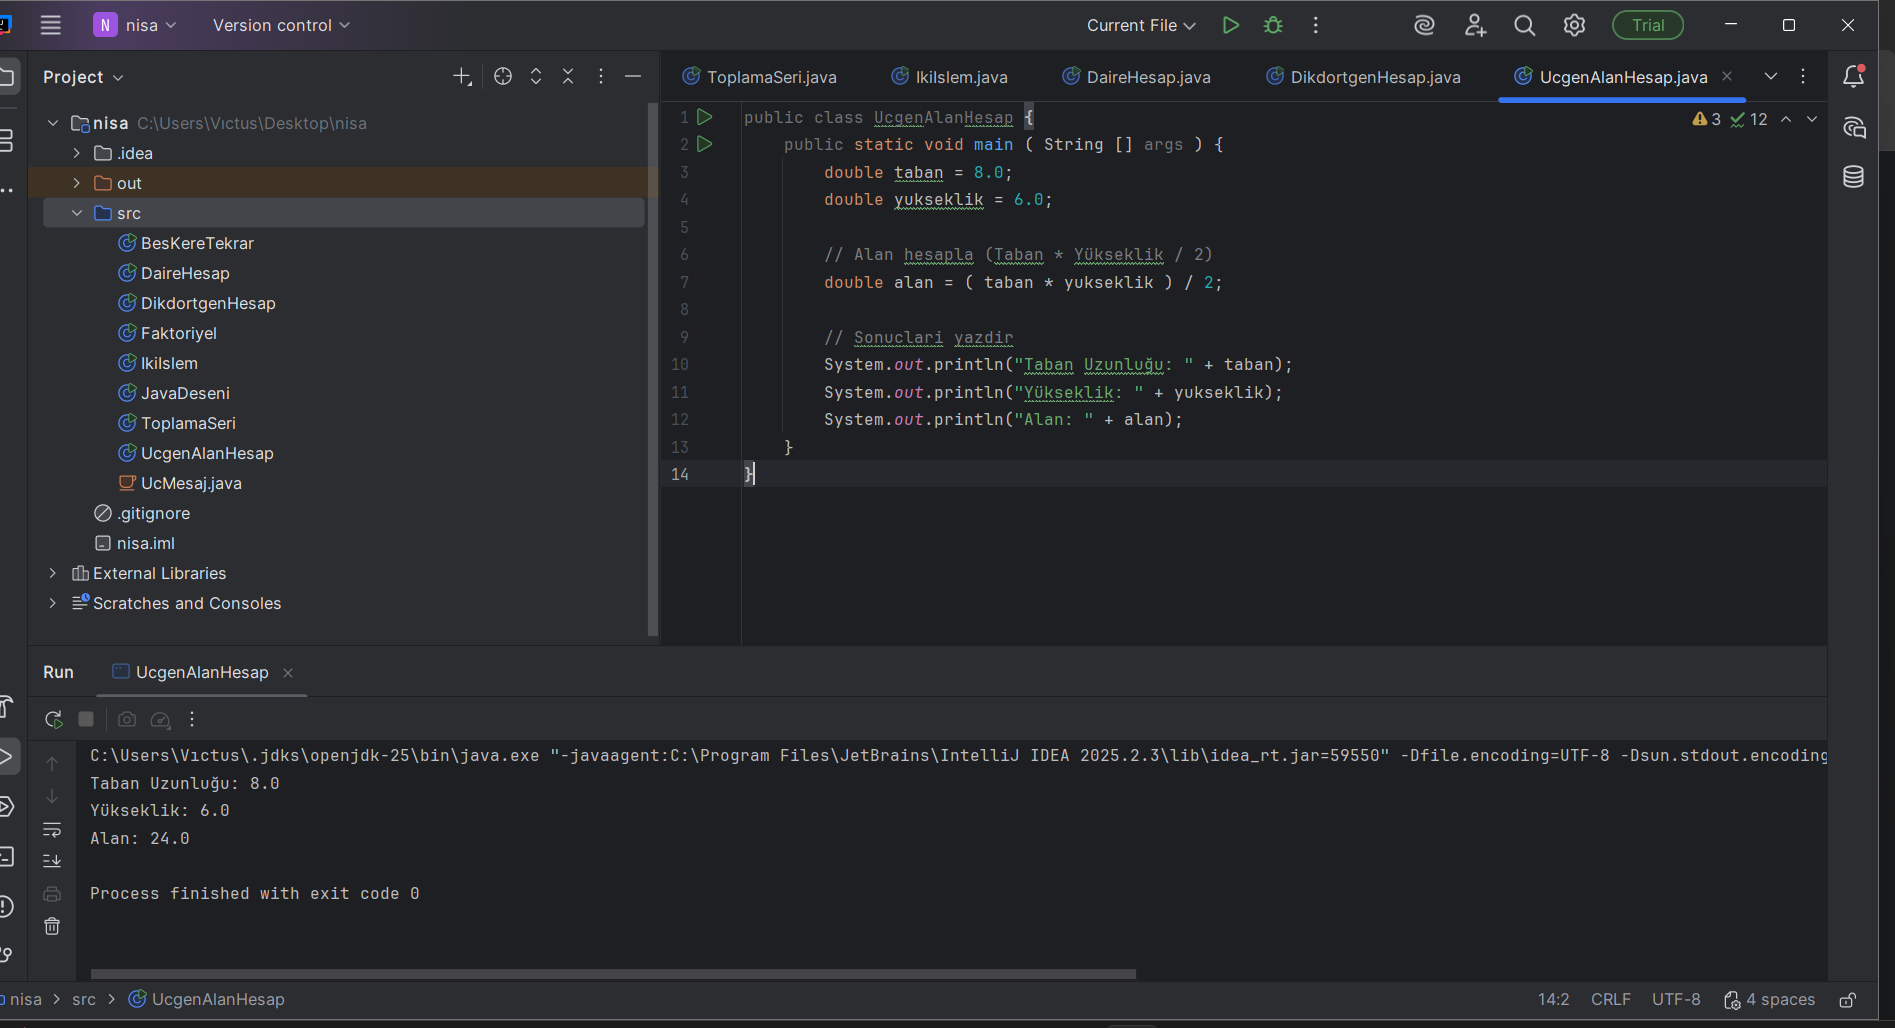 N nisa Version control Current File Trial
Project
ToplamaSeri.java IkiIslem.java DaireHesap.java DikdortgenHesap.java UcgenAlanHesap.java
nisa C:\Users\Vıctus\Desktop\nisa
.idea
out
src
BesKereTekrar
DaireHesap
DikdortgenHesap
Faktoriyel
IkiIslem
JavaDeseni
ToplamaSeri
UcgenAlanHesap
UcMesaj.java
.gitignore
nisa.iml
External Libraries
Scratches and Consoles
3 12
1 public class UcgenAlanHesap {
2 public static void main ( String [] args ) {
3 double taban = 8.0;
4 double yukseklik = 6.0;
5
6 // Alan hesapla (Taban * Yükseklik / 2)
7 double alan = ( taban * yukseklik ) / 2;
8
9 // Sonuclari yazdir
10 System.out.println("Taban Uzunluğu: " + taban);
11 System.out.println("Yükseklik: " + yukseklik);
12 System.out.println("Alan: " + alan);
13 }
14 }
Run UcgenAlanHesap
C:\Users\Vıctus\.jdks\openjdk-25\bin\java.exe "-javaagent:C:\Program Files\JetBrains\IntelliJ IDEA 2025.2.3\lib\idea_rt.jar=59550" -Dfile.encoding=UTF-8 -Dsun.stdout.encoding
Taban Uzunluğu: 8.0
Yükseklik: 6.0
Alan: 24.0
Process finished with exit code 0
nisa > src > UcgenAlanHesap 14:2 CRLF UTF-8 4 spaces